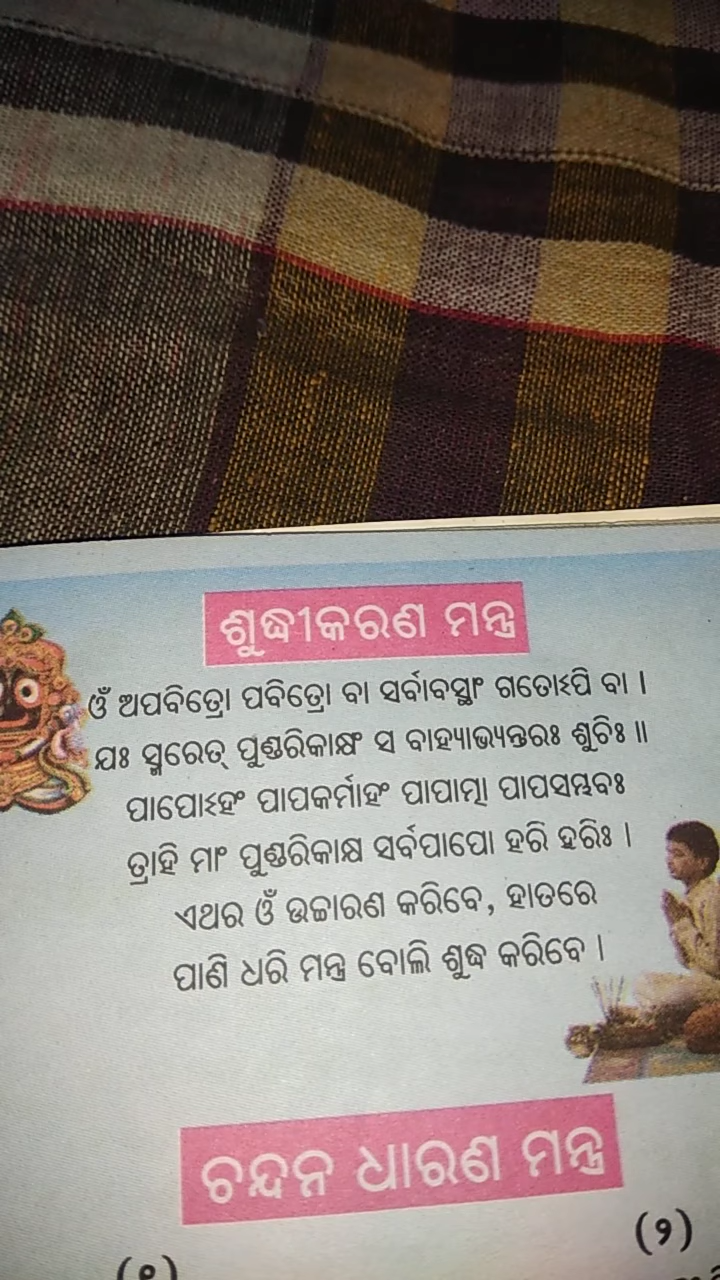 ଶୁଦ୍ଧୀକରଣ ମନ୍ତ୍ର
ଓଁ ଅପବିତ୍ରୋ ପବିତ୍ରୋ ବା ସର୍ବାବସ୍ଥାଂ ଗତୋଽପି ବା ।
ଯଃ ସ୍ମରେତ୍ ପୁଣ୍ଡରିକାକ୍ଷଂ ସ ବାହ୍ୟାଭ୍ୟନ୍ତରଃ ଶୁଚିଃ ॥
ପାପୋଽହଂ ପାପକର୍ମାହଂ ପାପାତ୍ମା ପାପସମ୍ଭବଃ
ତ୍ରାହି ମାଂ ପୁଣ୍ଡରିକାକ୍ଷ ସର୍ବପାପୋ ହରି ହରିଃ ।
ଏଥର ଓଁ ଉଚ୍ଚାରଣ କରିବେ, ହାତରେ
ପାଣି ଧରି ମନ୍ତ୍ର ବୋଲି ଶୁଦ୍ଧ କରିବେ ।
ଚନ୍ଦନ ଧାରଣ ମନ୍ତ୍ର
(୧)
(୨)